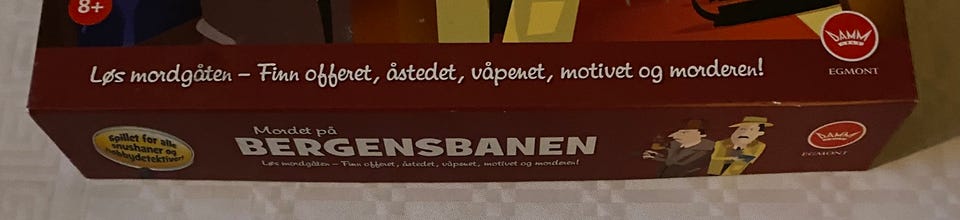 8+
DAMM
EGMONT
Løs mordgåten – Finn offeret, åstedet, våpenet, motivet og morderen!
Spillet for alle
snushaner og
hobbydetektiver!
Mordet på
BERGENSBANEN
Løs mordgåten – Finn offeret, åstedet, våpenet, motivet og morderen!
DAMM
EGMONT